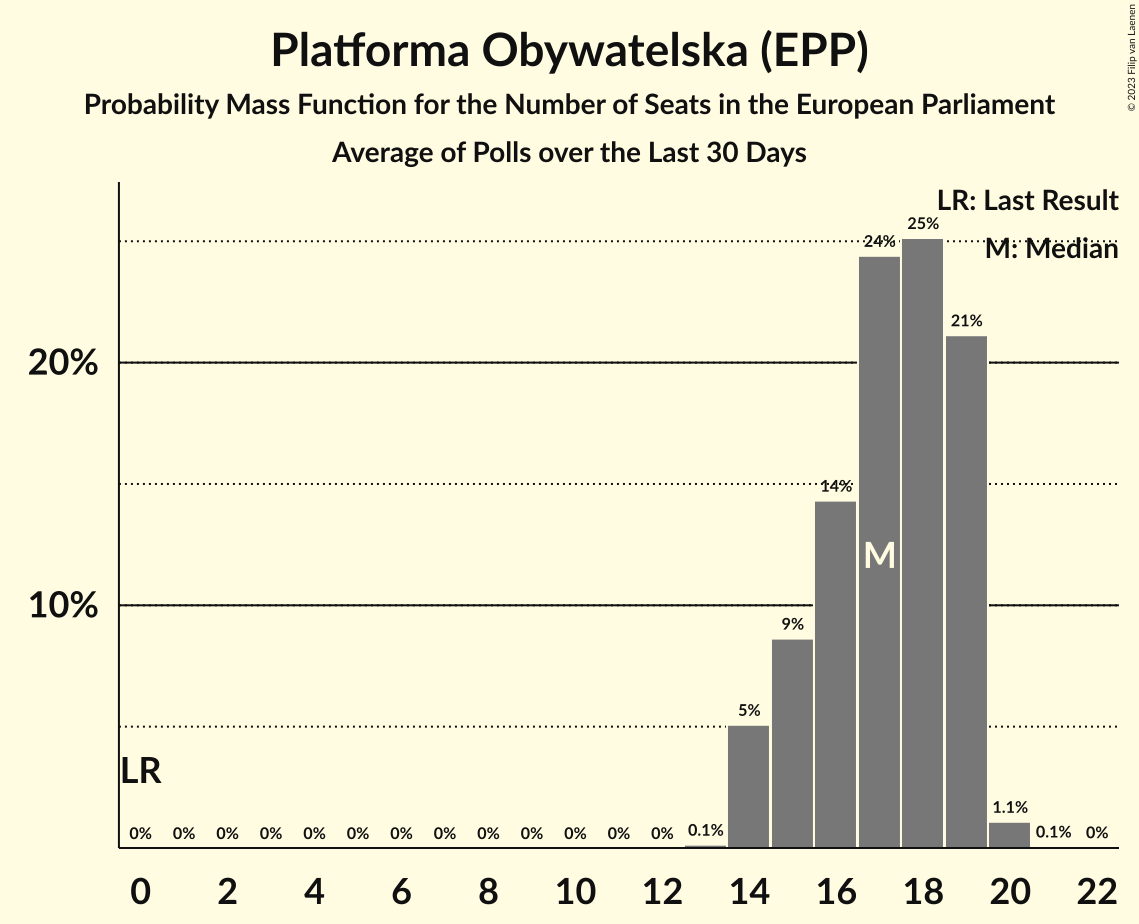 Platforma Obywatelska (EPP)
Probability Mass Function for the Number of Seats in the European Parliament
Average of Polls over the Last 30 Days
© 2023 Filip van Laenen
LR: Last Result
M: Median
25%
24%
21%
20%
14%
M
10%
9%
5%
LR
0% 0% 0% 0% 0% 0% 0% 0% 0% 0% 0% 0% 0% 0.1% 1.1% 0.1% 0%
0 2 4 6 8 10 12 14 16 18 20 22